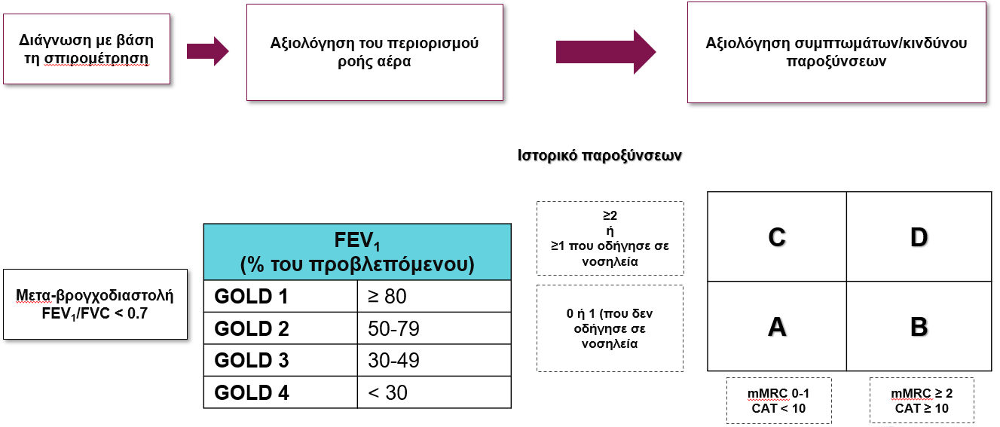 Διάγνωση με βάση
τη σπιρομέτρηση
Αξιολόγηση του περιορισμού
ροής αέρα
Αξιολόγηση συμπτωμάτων/κινδύνου
παροξύνσεων
Ιστορικό παροξύνσεων
Μετα-βρογχοδιαστολή
FEV₁/FVC < 0.7
FEV₁
(% του προβλεπόμενου)
GOLD 1 ≥ 80
GOLD 2 50-79
GOLD 3 30-49
GOLD 4 < 30
≥2
ή
≥1 που οδήγησε σε
νοσηλεία
0 ή 1 (που δεν
οδήγησε σε
νοσηλεία
C D
A B
mMRC 0-1
CAT < 10
mMRC ≥ 2
CAT ≥ 10